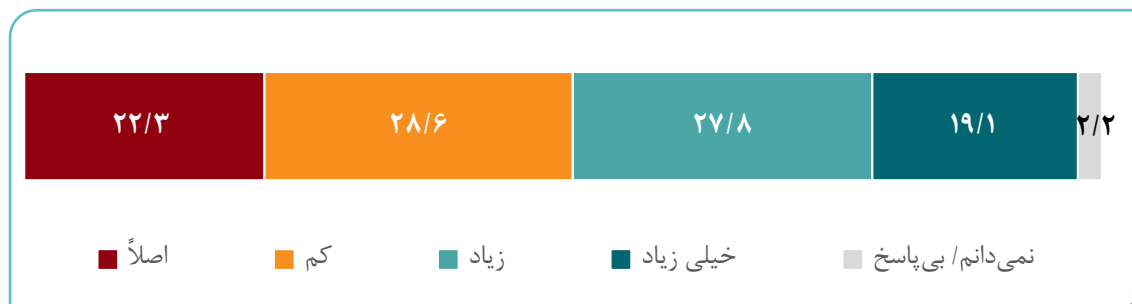 ۲۲/۳ ۲۸/۶ ۲۷/۸ ۱۹/۱ ۲/۲
اصلاً کم زیاد خیلی زیاد نمی‌دانم/ بی‌پاسخ